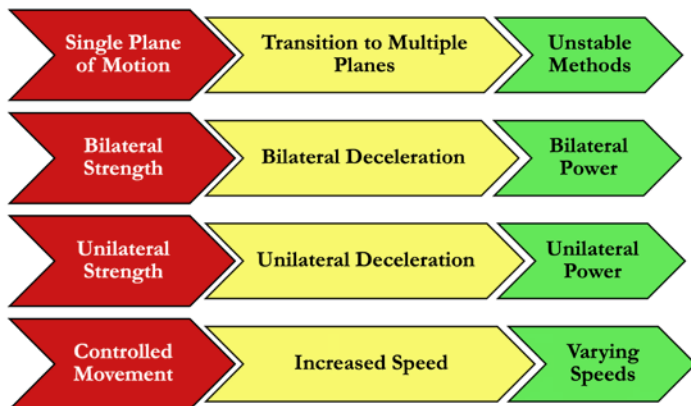 Single Plane
of Motion
Transition to Multiple
Planes
Unstable
Methods
Bilateral
Strength
Bilateral Deceleration
Bilateral
Power
Unilateral
Strength
Unilateral Deceleration
Unilateral
Power
Controlled
Movement
Increased Speed
Varying
Speeds